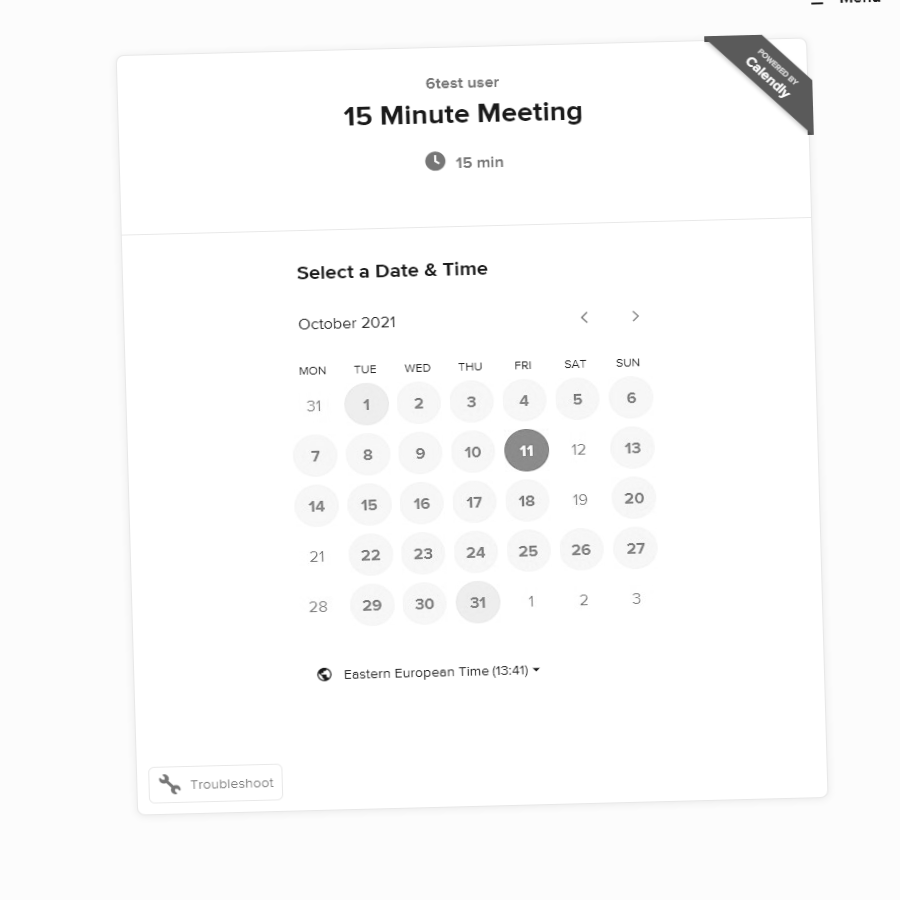 Menu
POWERED BY
Calendly
6test user
15 Minute Meeting
15 min
Select a Date & Time
October 2021
MON TUE WED THU FRI SAT SUN
31 1 2 3 4 5 6
7 8 9 10 11 12 13
14 15 16 17 18 19 20
21 22 23 24 25 26 27
28 29 30 31 1 2 3
Eastern European Time (13:41)
Troubleshoot